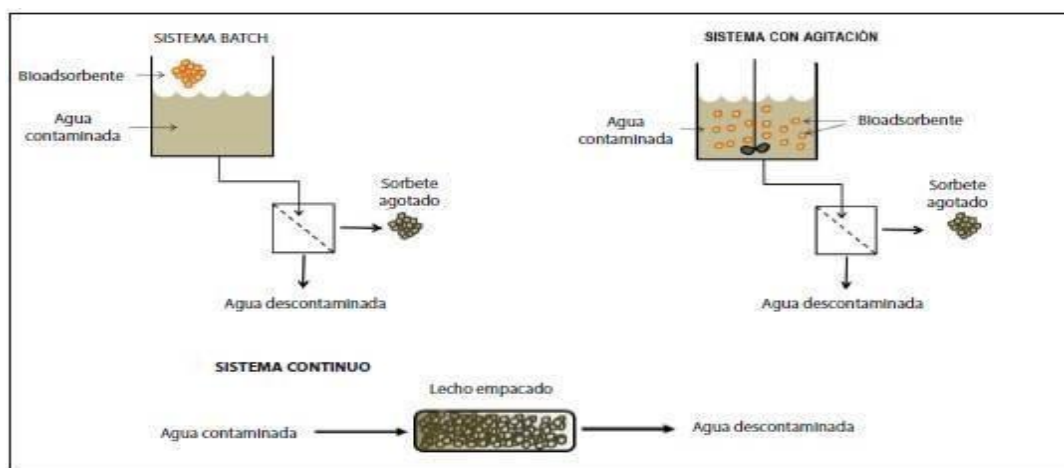 SISTEMA BATCH
Bioadsorbente
Agua
contaminada
Sorbete
agotado
Agua descontaminada
SISTEMA CON AGITACIÓN
Agua
contaminada
Bioadsorbente
Sorbete
agotado
Agua descontaminada
SISTEMA CONTINUO
Lecho empacado
Agua contaminada
Agua descontaminada